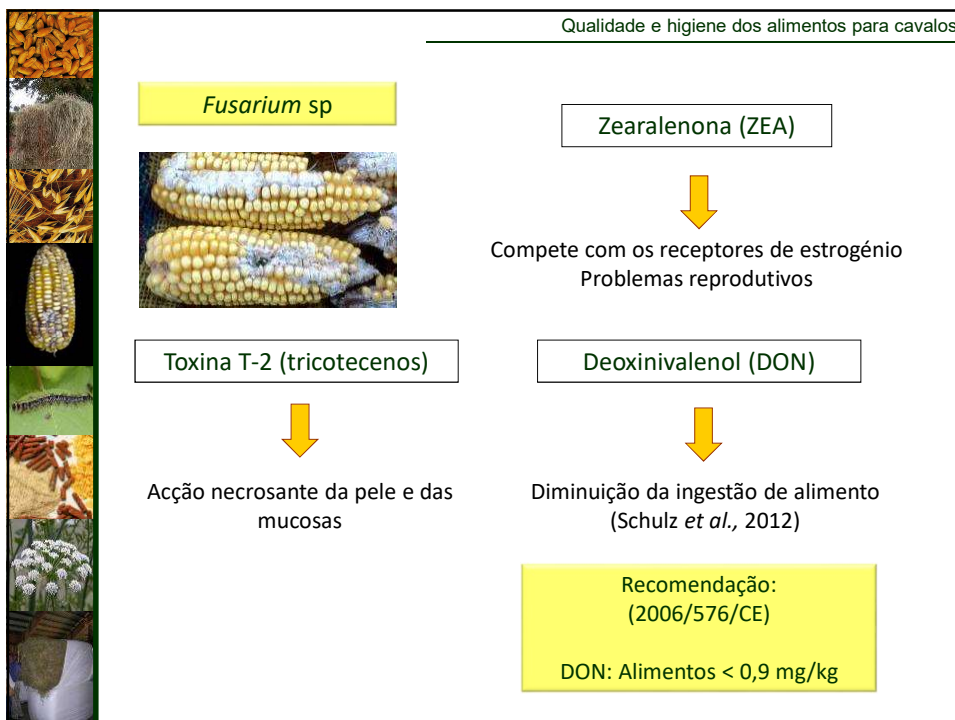 Qualidade e higiene dos alimentos para cavalos
Fusarium sp
Zearalenona (ZEA)
Compete com os receptores de estrogénio
Problemas reprodutivos
Toxina T-2 (tricotecenos)
Acção necrosante da pele e das
mucosas
Deoxinivalenol (DON)
Diminuição da ingestão de alimento
(Schulz et al., 2012)
Recomendação:
(2006/576/CE)
DON: Alimentos < 0,9 mg/kg